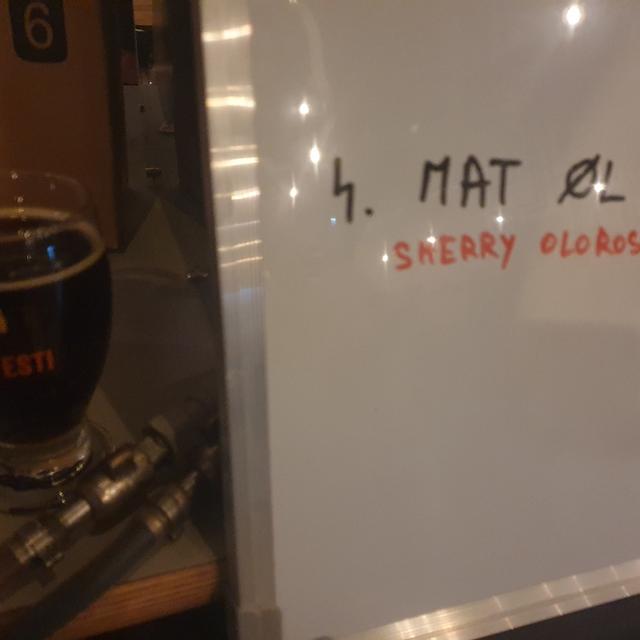 6
4. MAT ØL
SHERRY OLOROS
ESTI